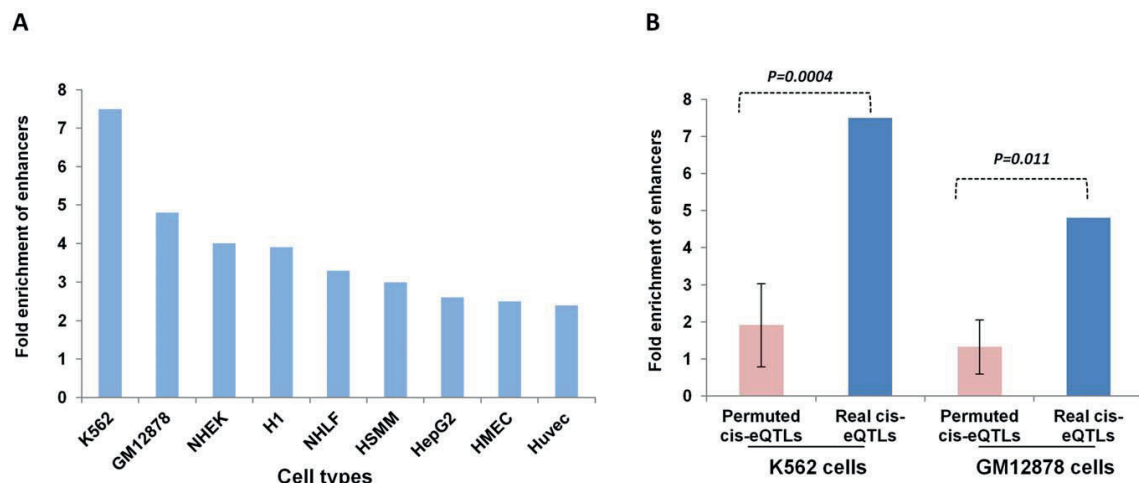 A
Fold enrichment of enhancers
8
7
6
5
4
3
2
1
0
K562
GM12878
NHEK
H1
NHLF
HSMM
HepG2
HMEC
Huvec
Cell types
B
Fold enrichment of enhancers
8
7
6
5
4
3
2
1
0
P=0.0004
P=0.011
Permuted
cis-eQTLs
Real cis-
eQTLs
Permuted
cis-eQTLs
Real cis-
eQTLs
K562 cells
GM12878 cells